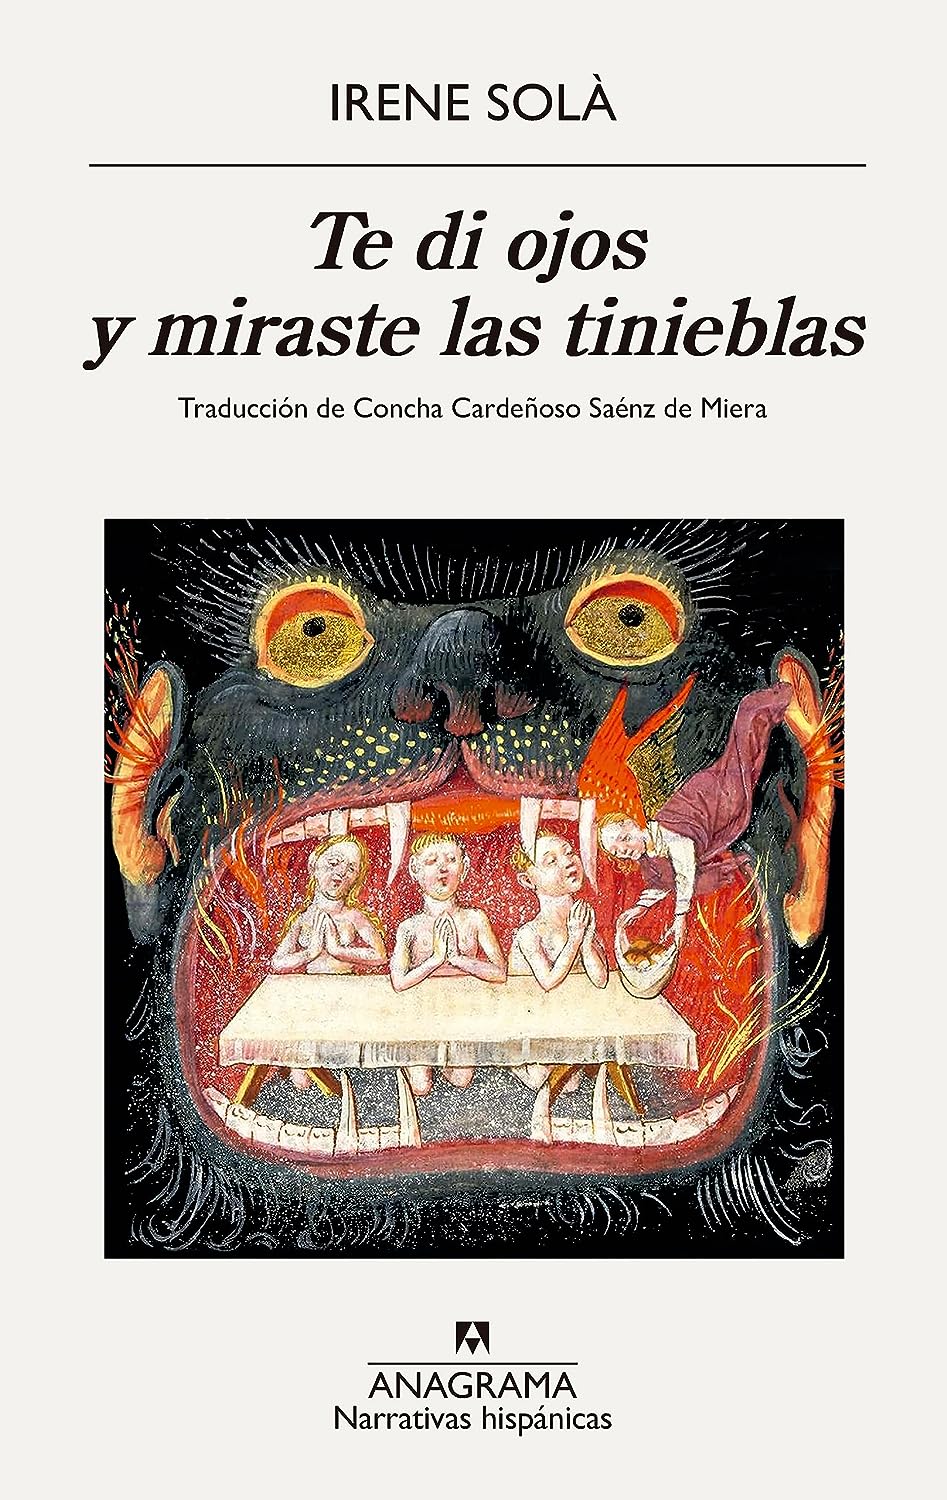 IRENE SOLÀ
Te di ojos
y miraste las tinieblas
Traducción de Concha Cardeñoso Saénz de Miera
ANAGRAMA
Narrativas hispánicas